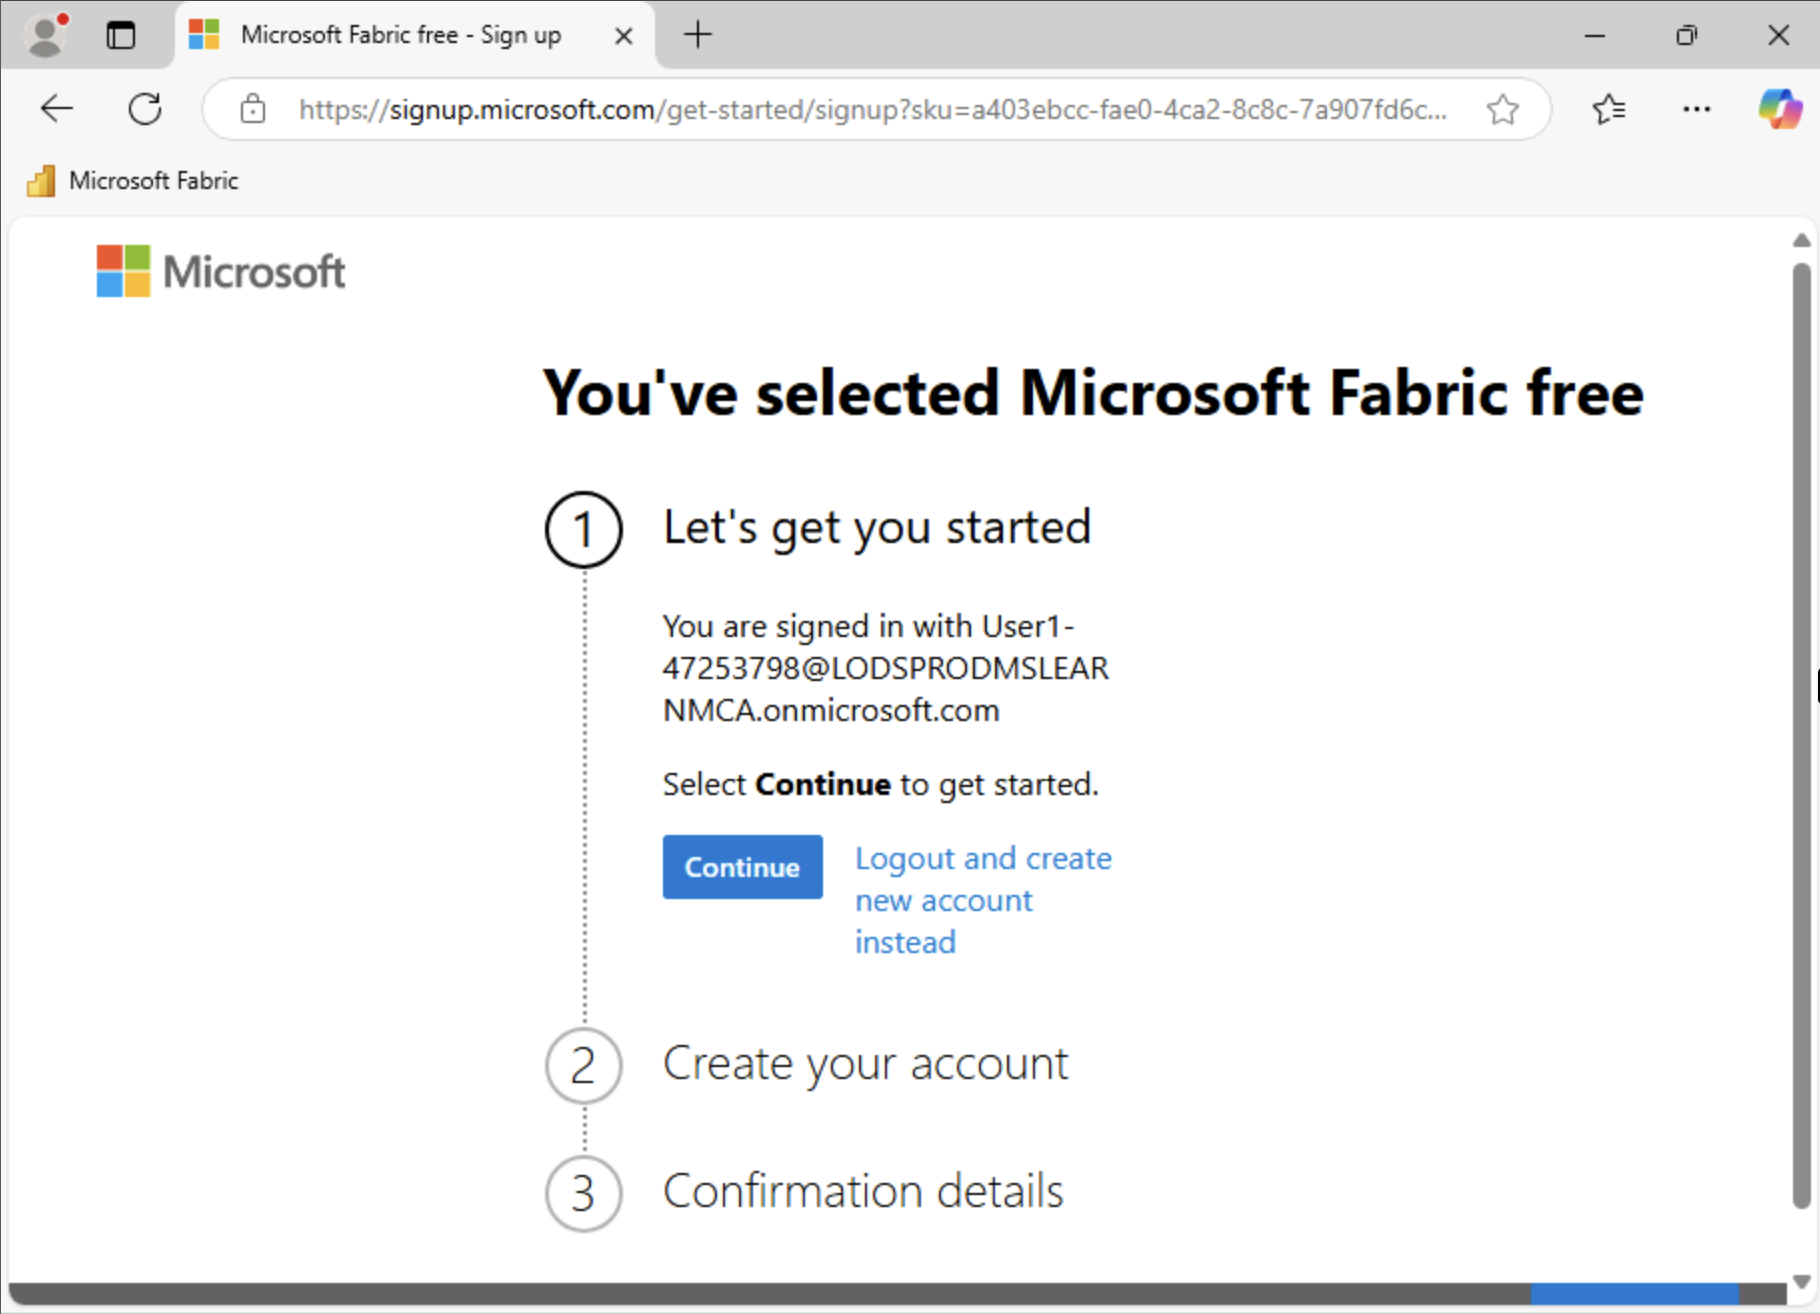 Microsoft Fabric free - Sign up
https://signup.microsoft.com/get-started/signup?sku=a403ebcc-fae0-4ca2-8c8c-7a907fd6c...
Microsoft Fabric
Microsoft
You've selected Microsoft Fabric free
1 Let's get you started
You are signed in with User1-
47253798@LODSPRODMSLEAR
NMCA.onmicrosoft.com
Select Continue to get started.
Continue
Logout and create
new account
instead
2 Create your account
3 Confirmation details